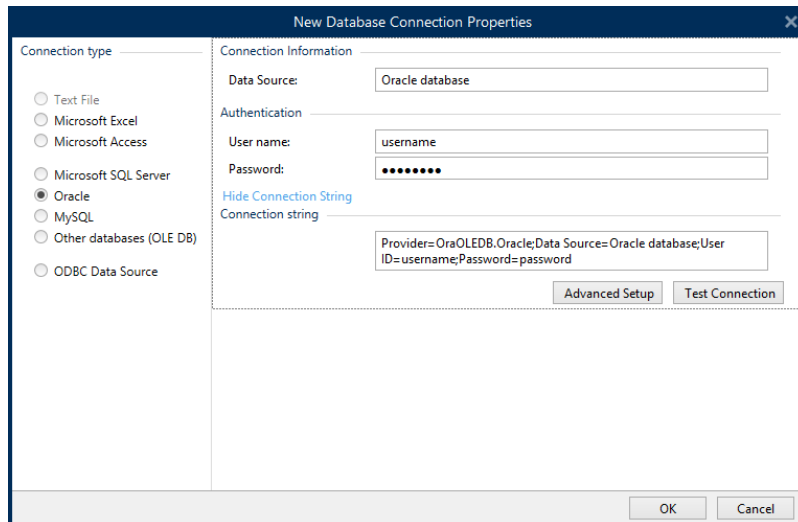 New Database Connection Properties
Connection type
Text File
Microsoft Excel
Microsoft Access
Microsoft SQL Server
Oracle
MySQL
Other databases (OLE DB)
ODBC Data Source
Connection Information
Data Source: Oracle database
Authentication
User name: username
Password: ●●●●●●●●
Hide Connection String
Connection string
Provider=OraOLEDB.Oracle;Data Source=Oracle database;User
ID=username;Password=password
Advanced Setup Test Connection
OK Cancel